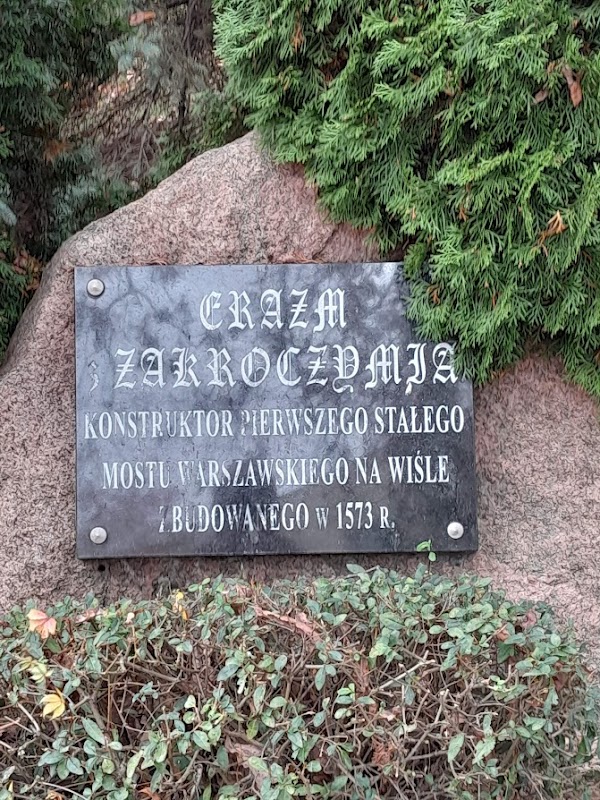 ERAZM
z ZAKROCZYMIA
KONSTRUKTOR PIERWSZEGO STAŁEGO
MOSTU WARSZAWSKIEGO NA WIŚLE
ZBUDOWANEGO W 1573 R.